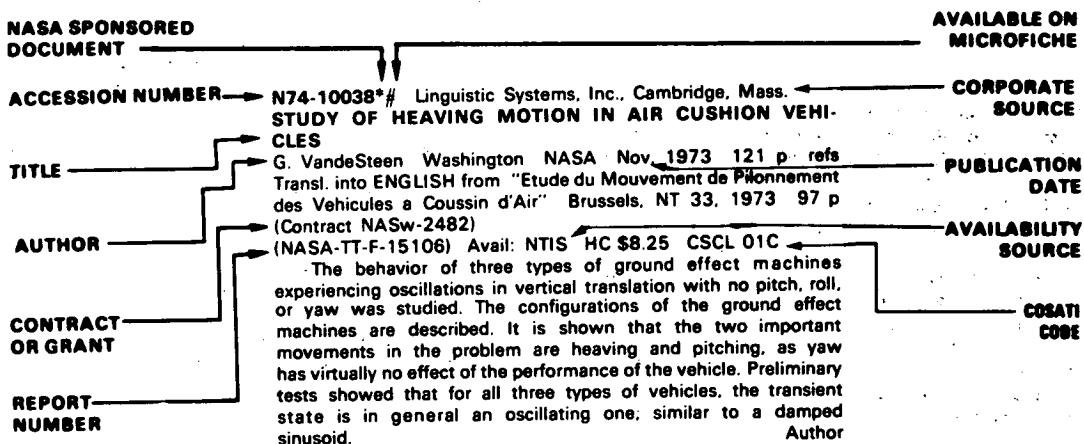 NASA SPONSORED
DOCUMENT
AVAILABLE ON
MICROFICHE
ACCESSION NUMBER
N74-10038*# Linguistic Systems, Inc., Cambridge, Mass.
CORPORATE
SOURCE
STUDY OF HEAVING MOTION IN AIR CUSHION VEHI-
CLES
TITLE
G. VandeSteen Washington NASA Nov. 1973 121 p refs
PUBLICATION
DATE
Transl. into ENGLISH from "Etude du Mouvement de Pilonnement
des Vehicules a Coussin d'Air" Brussels, NT 33, 1973 97 p
AUTHOR
(Contract NASw-2482)
AVAILABILITY
SOURCE
(NASA-TT-F-15106) Avail: NTIS HC $8.25 CSCL 01C
The behavior of three types of ground effect machines
experiencing oscillations in vertical translation with no pitch, roll,
or yaw was studied. The configurations of the ground effect
CONTRACT
OR GRANT
COSATI
CODE
machines are described. It is shown that the two important
movements in the problem are heaving and pitching, as yaw
has virtually no effect of the performance of the vehicle. Preliminary
tests showed that for all three types of vehicles, the transient
REPORT
NUMBER
state is in general an oscillating one; similar to a damped
sinusoid. Author